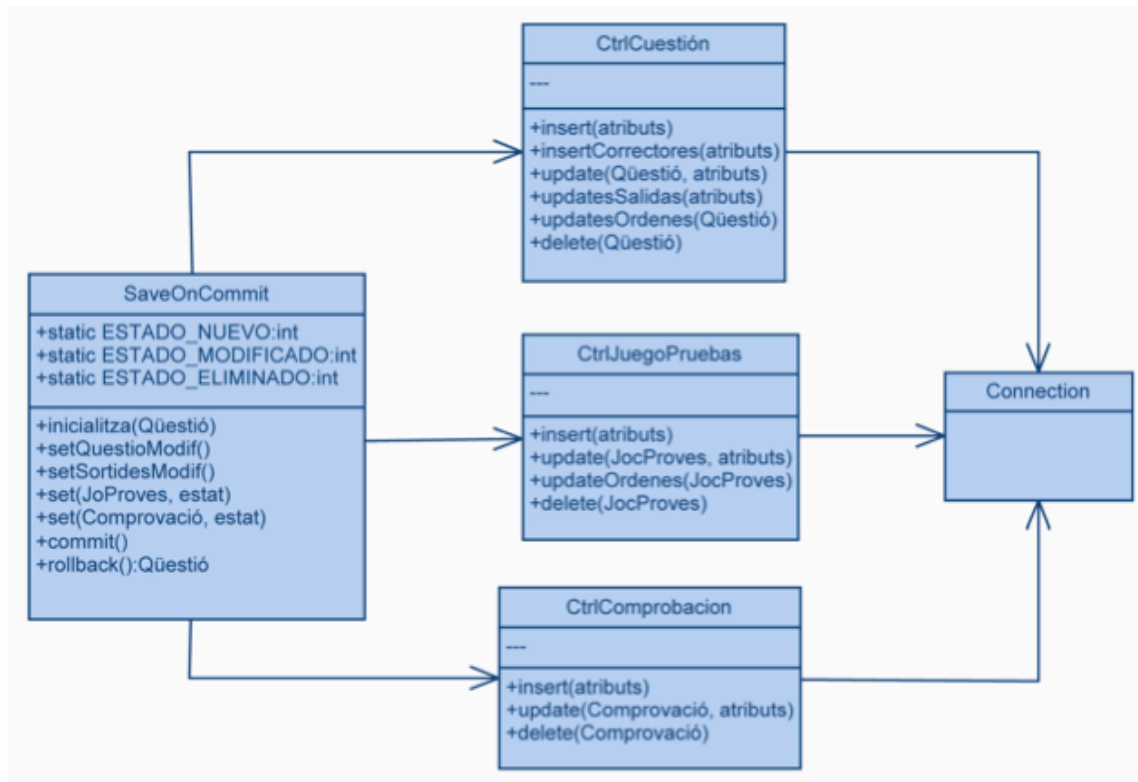 CtrlCuestión
---
+insert(atributs)
+insertCorrectores(atributs)
+update(Qüestió, atributs)
+updatesSalidas(atributs)
+updatesOrdenes(Qüestió)
+delete(Qüestió)
SaveOnCommit
+static ESTADO_NUEVO:int
+static ESTADO_MODIFICADO:int
+static ESTADO_ELIMINADO:int
+inicialitza(Qüestió)
+setQuestioModif()
+setSortidesModif()
+set(JoProves, estat)
+set(Comprovació, estat)
+commit()
+rollback():Qüestió
CtrlJuegoPruebas
---
+insert(atributs)
+update(JocProves, atributs)
+updateOrdenes(JocProves)
+delete(JocProves)
Connection
CtrlComprobacion
---
+insert(atributs)
+update(Comprovació, atributs)
+delete(Comprovació)